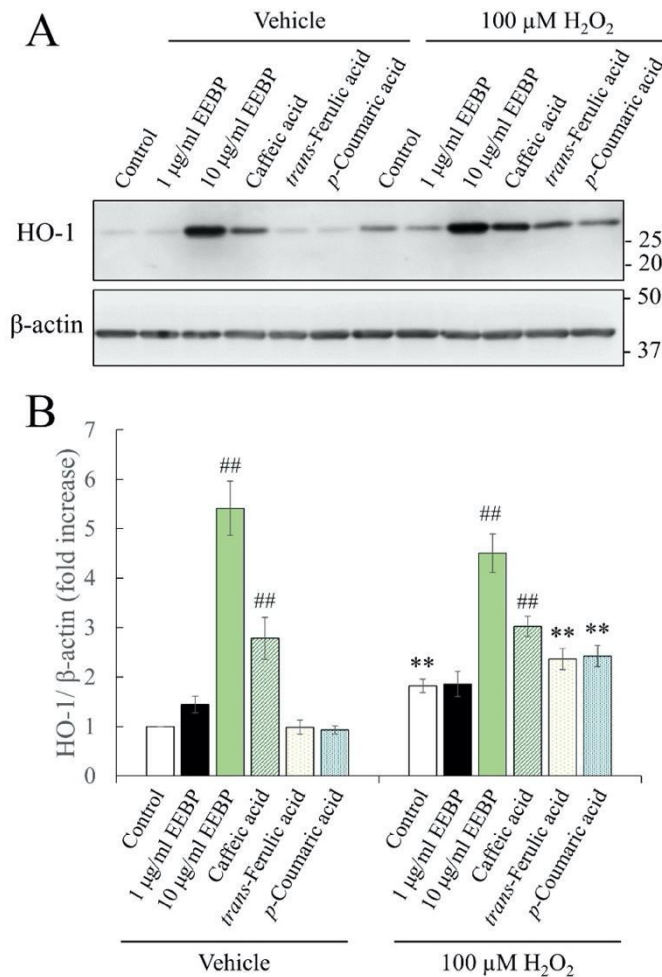 A
Vehicle
100 µM H₂O₂
Control
1 µg/ml EEBP
10 µg/ml EEBP
Caffeic acid
trans-Ferulic acid
p-Coumaric acid
Control
1 µg/ml EEBP
10 µg/ml EEBP
Caffeic acid
trans-Ferulic acid
p-Coumaric acid
HO-1
25
20
β-actin
50
37
B
HO-1/ β-actin (fold increase)
7
6
5
4
3
2
1
0
##
##
**
##
##
**
**
Control
1 µg/ml EEBP
10 µg/ml EEBP
Caffeic acid
trans-Ferulic acid
p-Coumaric acid
Control
1 µg/ml EEBP
10 µg/ml EEBP
Caffeic acid
trans-Ferulic acid
p-Coumaric acid
Vehicle
100 µM H₂O₂